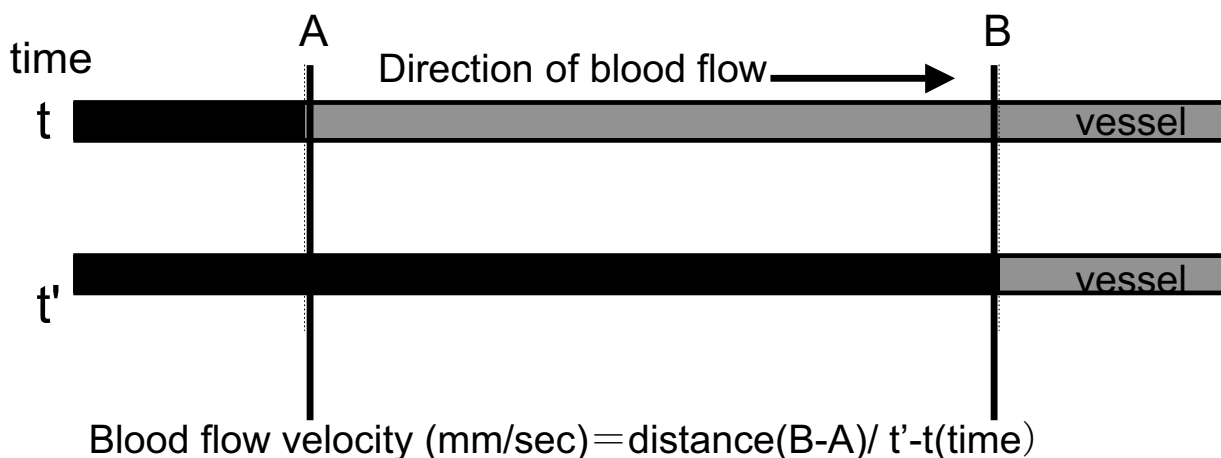 A B
time Direction of blood flow
t vessel
t' vessel
Blood flow velocity (mm/sec)＝distance(B-A)/ t’-t(time）